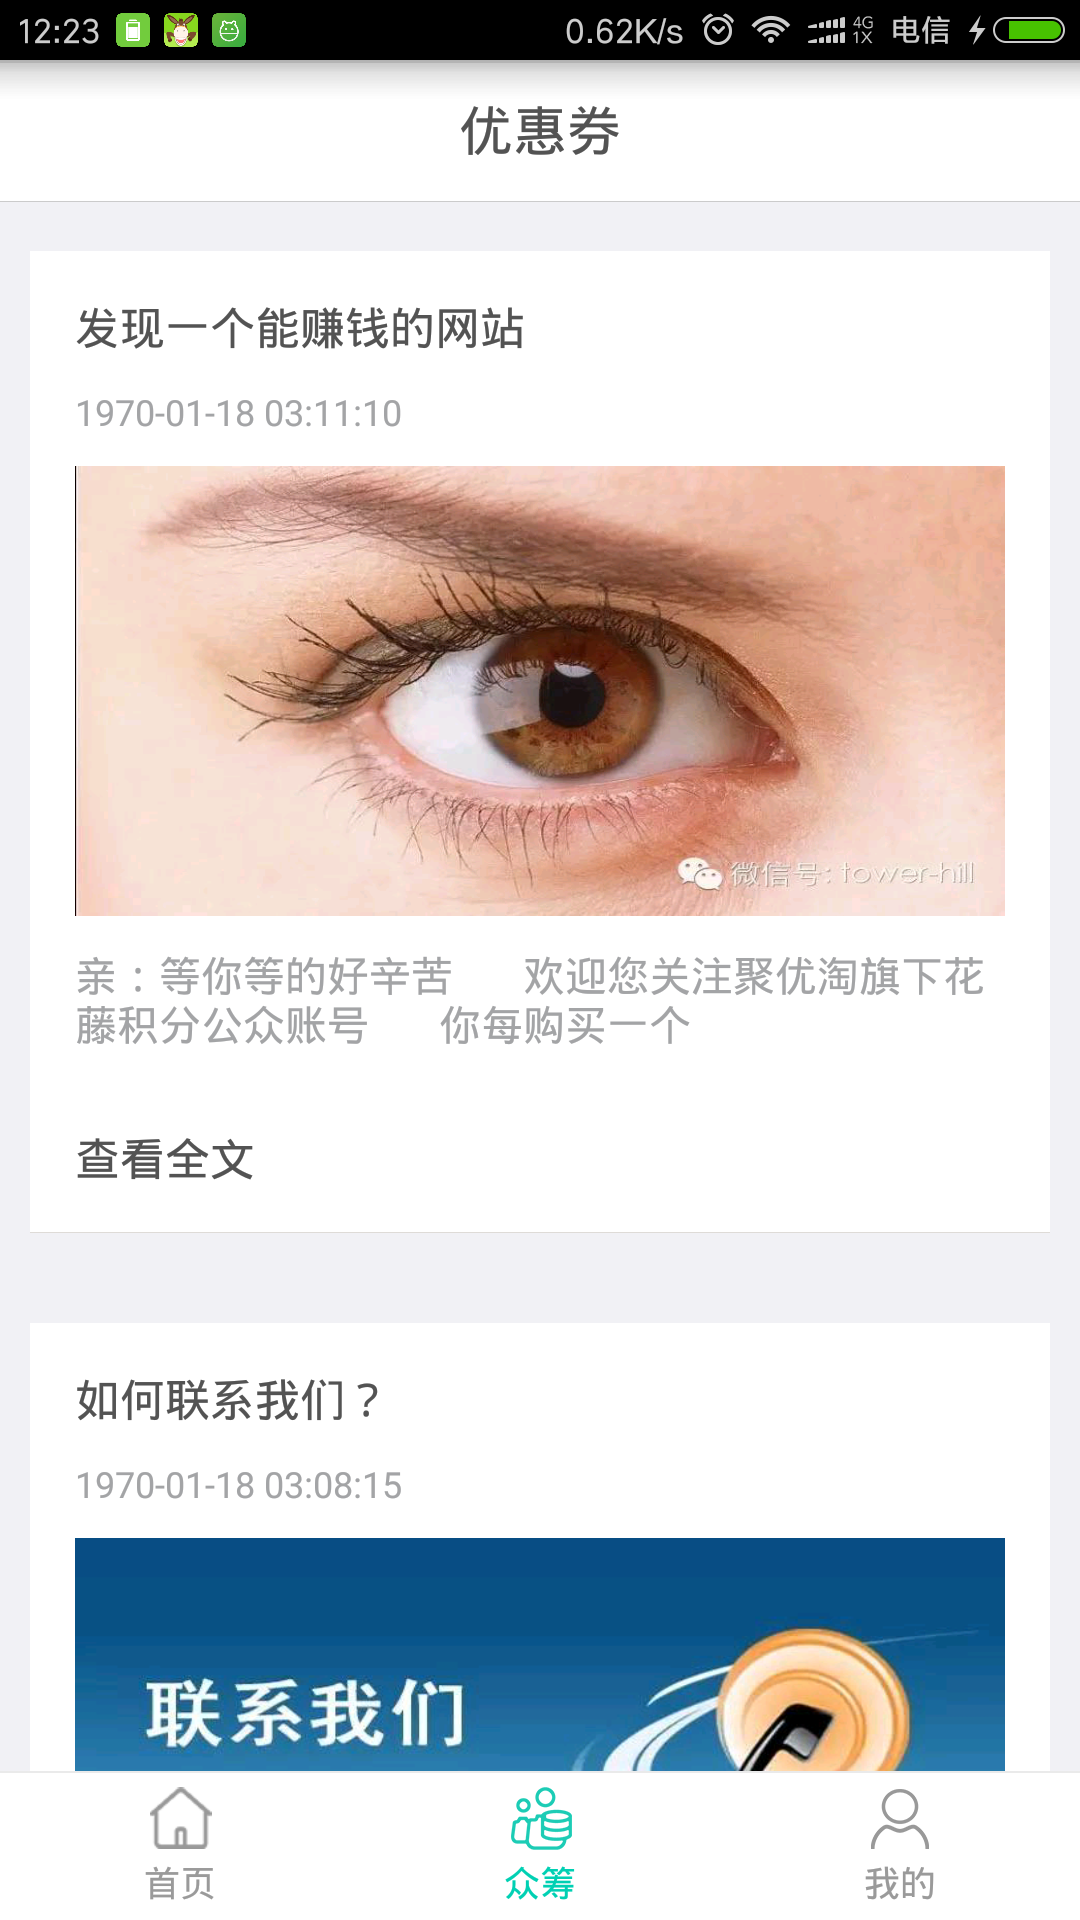 12:23 0.62K/s 4G 1X 电信
优惠券
发现一个能赚钱的网站
1970-01-18 03:11:10
微信号: tower-hill
亲：等你等的好辛苦 欢迎您关注聚优淘旗下花
藤积分公众账号 你每购买一个
查看全文
如何联系我们？
1970-01-18 03:08:15
联系我们
首页 众筹 我的